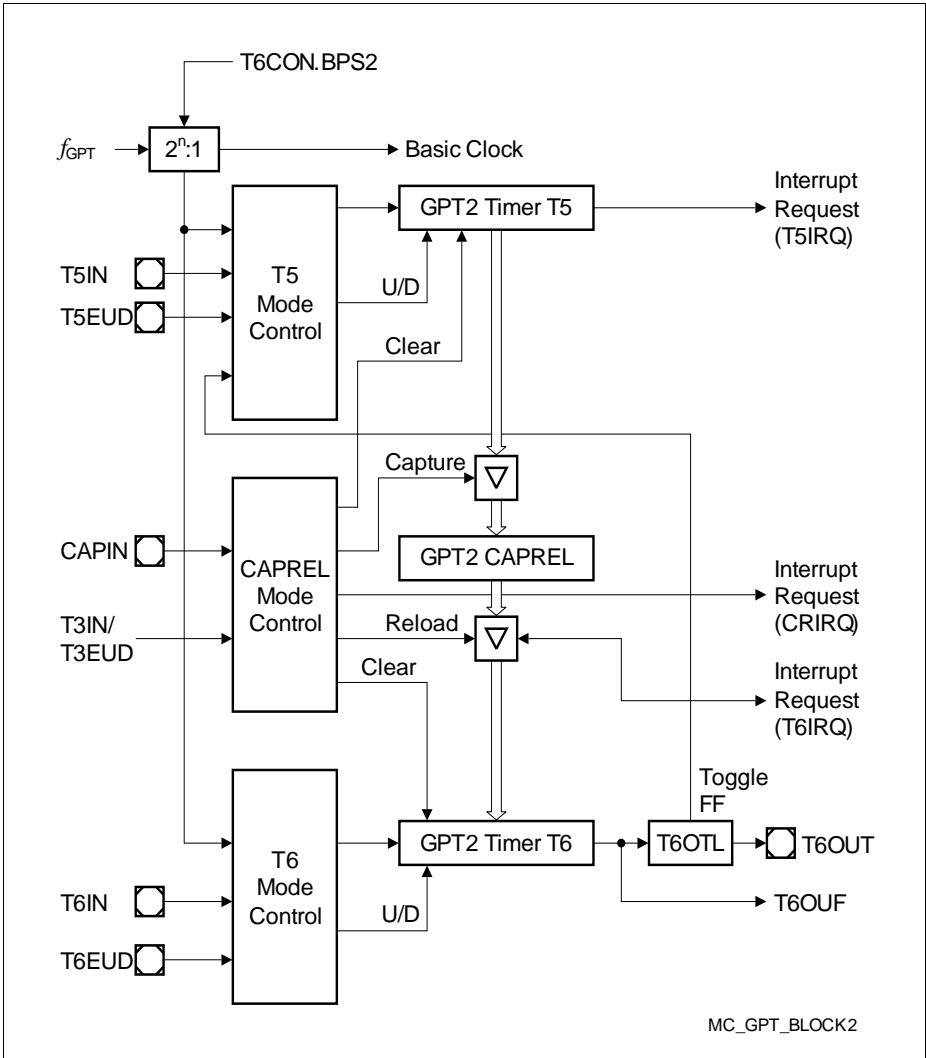 T6CON.BPS2
fGPT
2ⁿ:1
Basic Clock
GPT2 Timer T5
Interrupt
Request
(T5IRQ)
T5IN
T5
Mode
Control
U/D
T5EUD
Clear
Capture
CAPIN
CAPREL
Mode
Control
GPT2 CAPREL
Interrupt
Request
(CRIRQ)
T3IN/
T3EUD
Reload
Clear
Interrupt
Request
(T6IRQ)
Toggle
FF
GPT2 Timer T6
T6OTL
T6OUT
T6
Mode
Control
T6IN
U/D
T6OUF
T6EUD
MC_GPT_BLOCK2